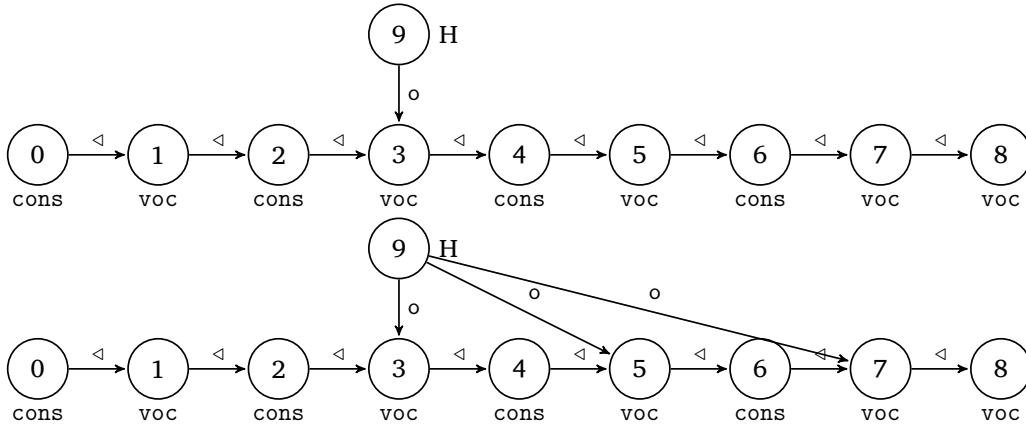 9 H
o
◁ ◁ ◁ ◁ ◁ ◁ ◁ ◁
0 1 2 3 4 5 6 7 8
cons voc cons voc cons voc cons voc voc
9 H
o o o
◁ ◁ ◁ ◁ ◁ ◁ ◁ ◁
0 1 2 3 4 5 6 7 8
cons voc cons voc cons voc cons voc voc